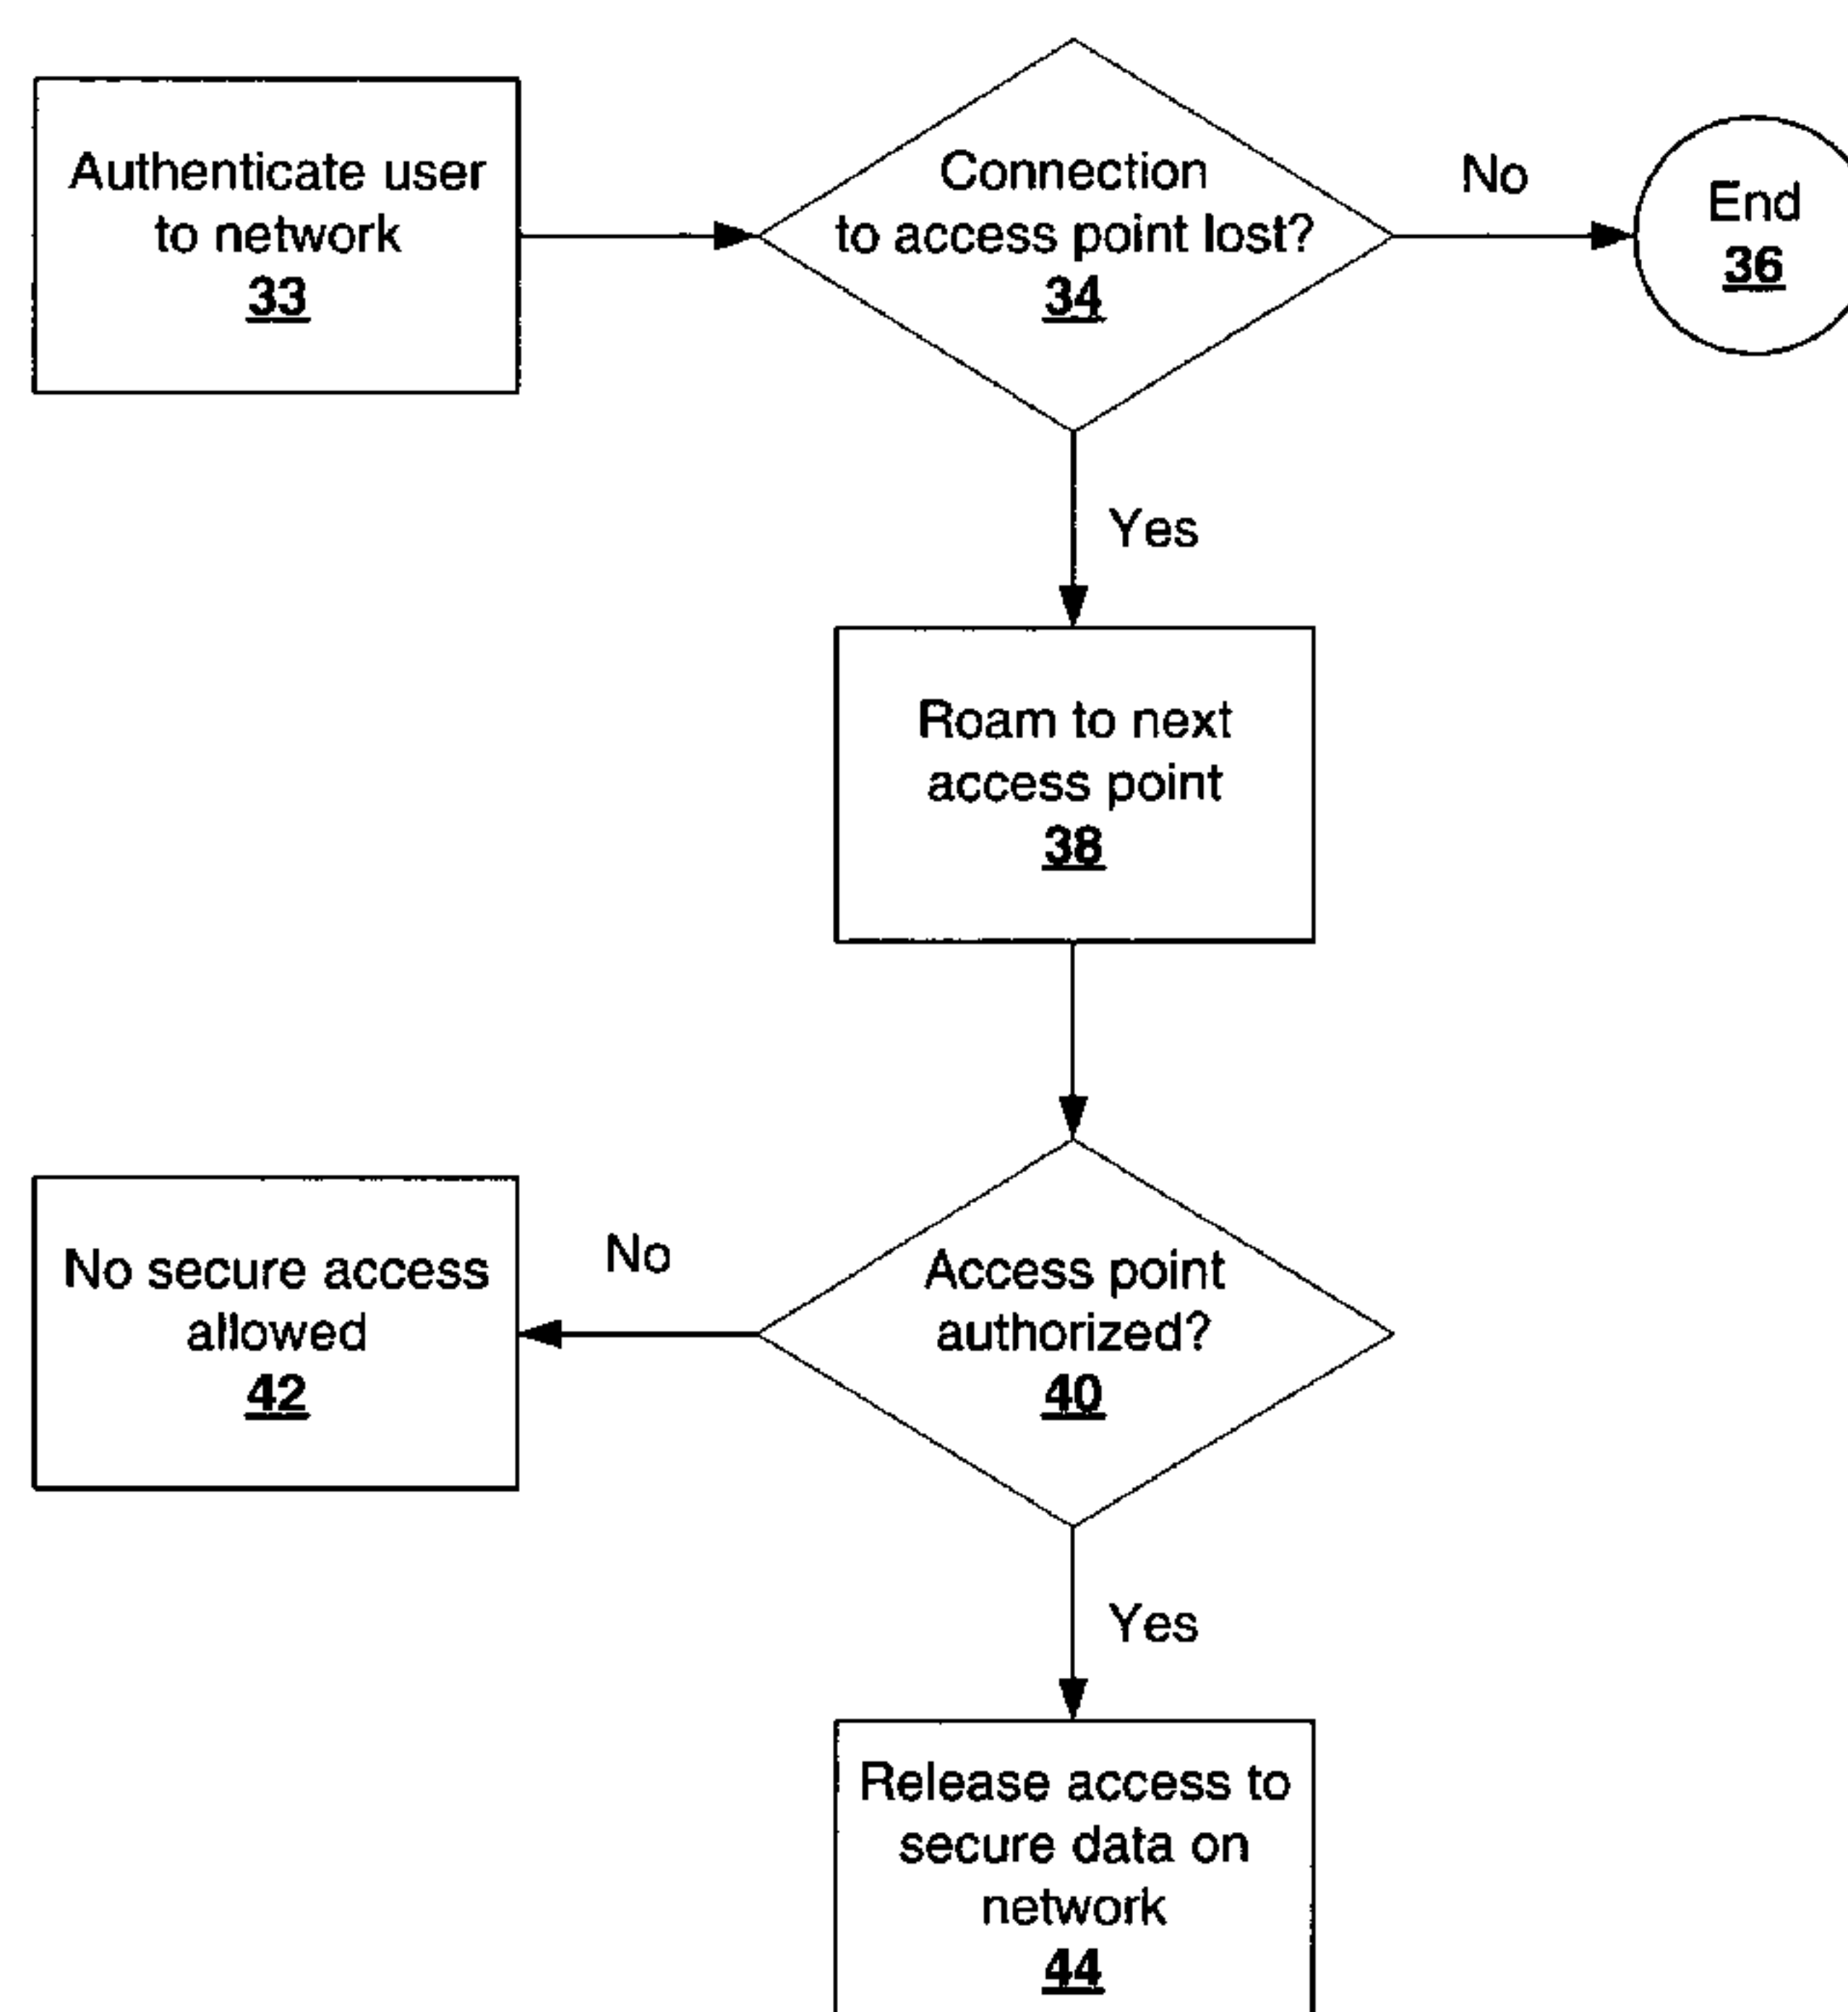 Authenticate user
to network
33
Connection
to access point lost?
34
No
End
36
Yes
Roam to next
access point
38
Access point
authorized?
40
No
No secure access
allowed
42
Yes
Release access to
secure data on
network
44